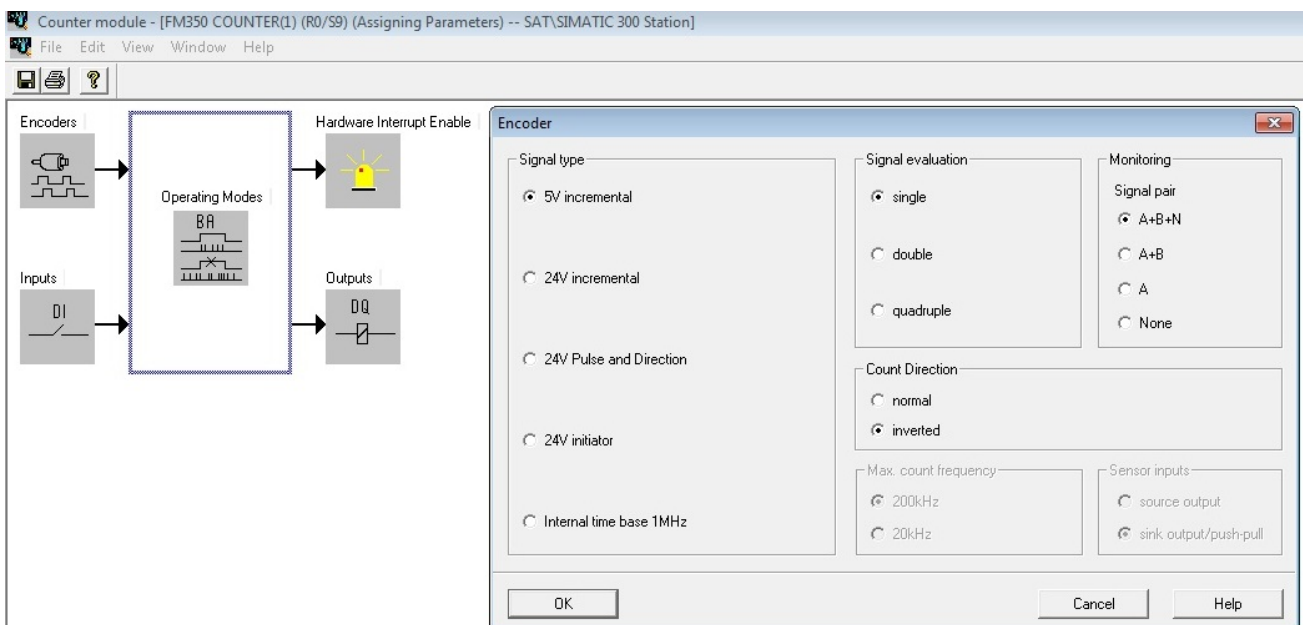 Counter module - [FM350 COUNTER(1) (R0/S9) (Assigning Parameters) -- SAT\SIMATIC 300 Station]
File Edit View Window Help
Encoders
Hardware Interrupt Enable
Operating Modes
BA
Inputs
DI
Outputs
DQ
Encoder
Signal type
5V incremental
24V incremental
24V Pulse and Direction
24V initiator
Internal time base 1MHz
Signal evaluation
single
double
quadruple
Monitoring
Signal pair
A+B+N
A+B
A
None
Count Direction
normal
inverted
Max. count frequency
200kHz
20kHz
Sensor inputs
source output
sink output/push-pull
OK
Cancel
Help